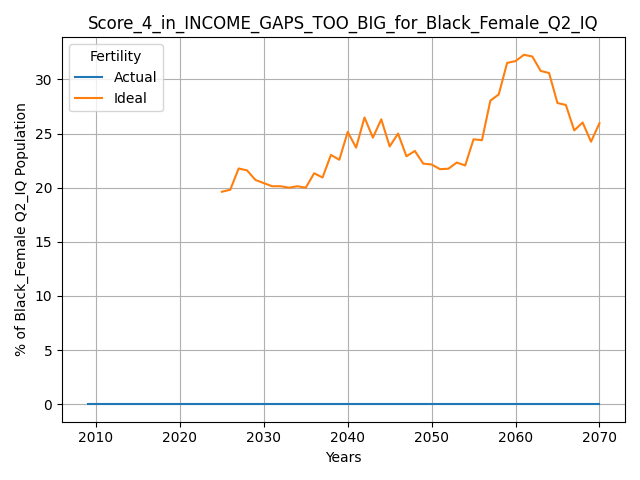 Score_4_in_INCOME_GAPS_TOO_BIG_for_Black_Female_Q2_IQ
Fertility
Actual
Ideal
% of Black_Female Q2_IQ Population
30
25
20
15
10
5
0
2010 2020 2030 2040 2050 2060 2070
Years